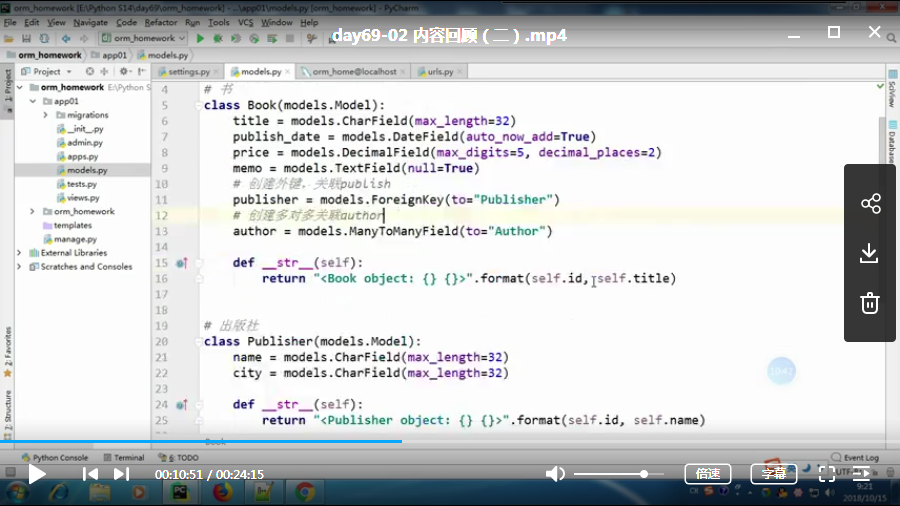 orm_homework [E:\Python S14\day69\orm_homework] - ...\app01\models.py - PyCharm
day69-02 内容回顾（二）.mp4
File Edit View Navigate Code Refactor Run Tools VCS Window Help
orm_homework
orm_homework app01 models.py
Project
settings.py models.py orm_home@localhost urls.py
1: Project
orm_homework E:\Python S
app01
migrations
__init__.py
admin.py
apps.py
models.py
tests.py
views.py
orm_homework
templates
manage.py
External Libraries
Scratches and Consoles
2: Favorites
Z: Structure
SciView
Database
4 # 书
5 class Book(models.Model):
6 title = models.CharField(max_length=32)
7 publish_date = models.DateField(auto_now_add=True)
8 price = models.DecimalField(max_digits=5, decimal_places=2)
9 memo = models.TextField(null=True)
10 # 创建外键，关联publish
11 publisher = models.ForeignKey(to="Publisher")
12 # 创建多对多关联author
13 author = models.ManyToManyField(to="Author")
14
15 def __str__(self):
16 return "<Book object: {} {}>".format(self.id, self.title)
17
18
19 # 出版社
20 class Publisher(models.Model):
21 name = models.CharField(max_length=32)
22 city = models.CharField(max_length=32)
23
24 def __str__(self):
25 return "<Publisher object: {} {}>".format(self.id, self.name)
Book
Python Console Terminal 6: TODO Event Log
00:10:51 / 00:24:15
倍速
字幕
9:21
2018/10/15